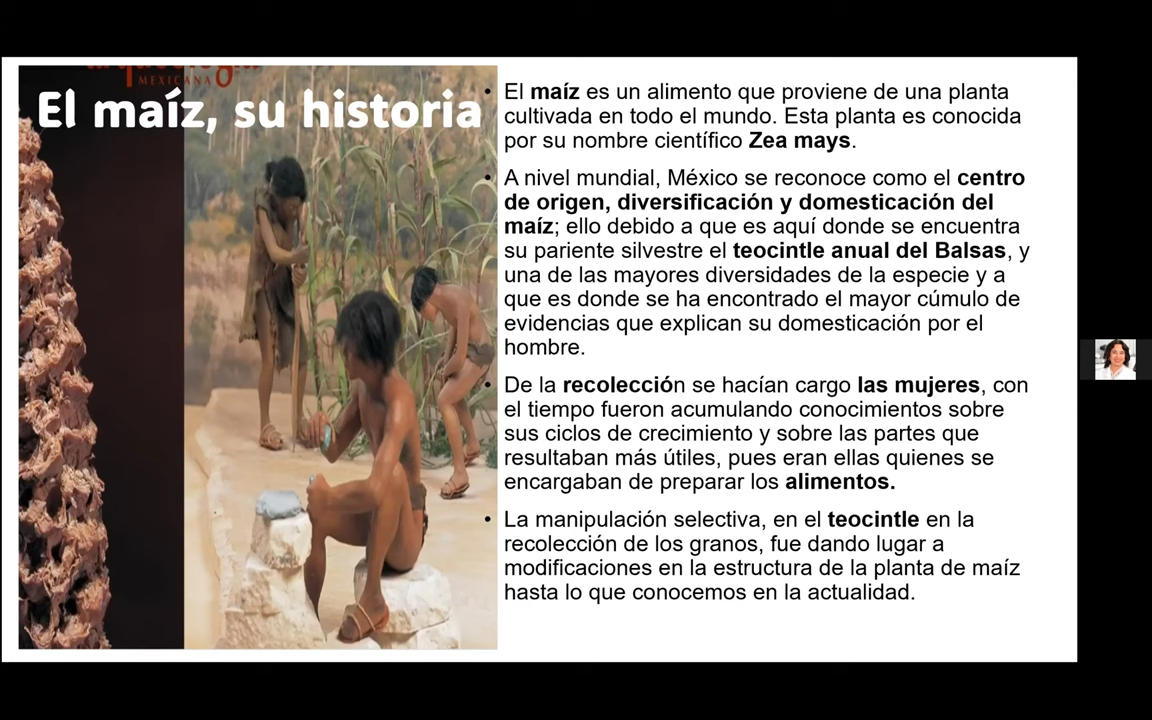 MEXICANA
El maíz, su historia
• El maíz es un alimento que proviene de una planta
cultivada en todo el mundo. Esta planta es conocida
por su nombre científico Zea mays.
• A nivel mundial, México se reconoce como el centro
de origen, diversificación y domesticación del
maíz; ello debido a que es aquí donde se encuentra
su pariente silvestre el teocintle anual del Balsas, y
una de las mayores diversidades de la especie y a
que es donde se ha encontrado el mayor cúmulo de
evidencias que explican su domesticación por el
hombre.
• De la recolección se hacían cargo las mujeres, con
el tiempo fueron acumulando conocimientos sobre
sus ciclos de crecimiento y sobre las partes que
resultaban más útiles, pues eran ellas quienes se
encargaban de preparar los alimentos.
• La manipulación selectiva, en el teocintle en la
recolección de los granos, fue dando lugar a
modificaciones en la estructura de la planta de maíz
hasta lo que conocemos en la actualidad.